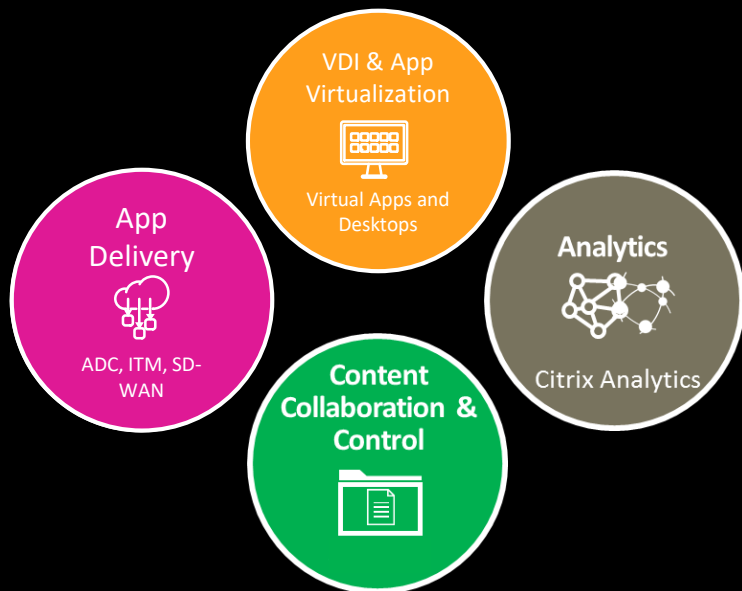 VDI & App
Virtualization
Virtual Apps and
Desktops
App
Delivery
ADC, ITM, SD-
WAN
Analytics
Citrix Analytics
Content
Collaboration &
Control